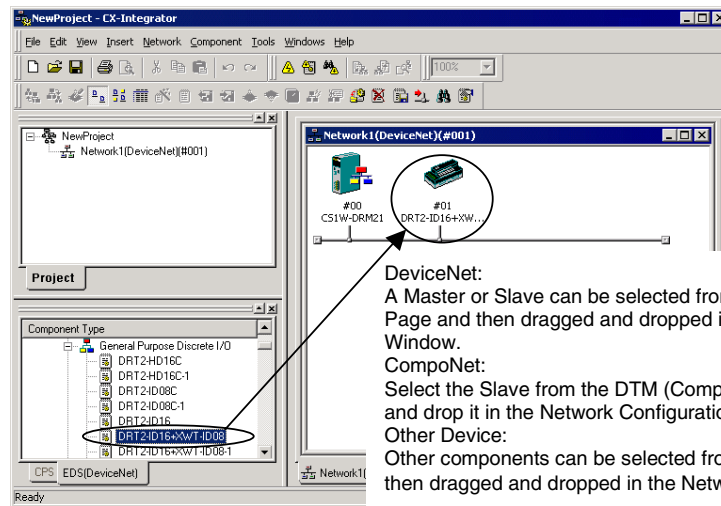 NewProject - CX-Integrator
File Edit View Insert Network Component Tools Windows Help
100%
NewProject
Network1(DeviceNet)(#001)
Project
Network1(DeviceNet)(#001)
#00
CS1W-DRM21
#01
DRT2-ID16+XW...
Component Type
General Purpose Discrete I/O
DRT2-HD16C
DRT2-HD16C-1
DRT2-ID08C
DRT2-ID08C-1
DRT2-ID16
DRT2-ID16+XWT-ID08
DRT2-ID16+XWT-ID08-1
CPS EDS(DeviceNet)
Network1(
Ready
DeviceNet:
A Master or Slave can be selected from
Page and then dragged and dropped i
Window.
CompoNet:
Select the Slave from the DTM (Comp
and drop it in the Network Configuratio
Other Device:
Other components can be selected fro
then dragged and dropped in the Netw